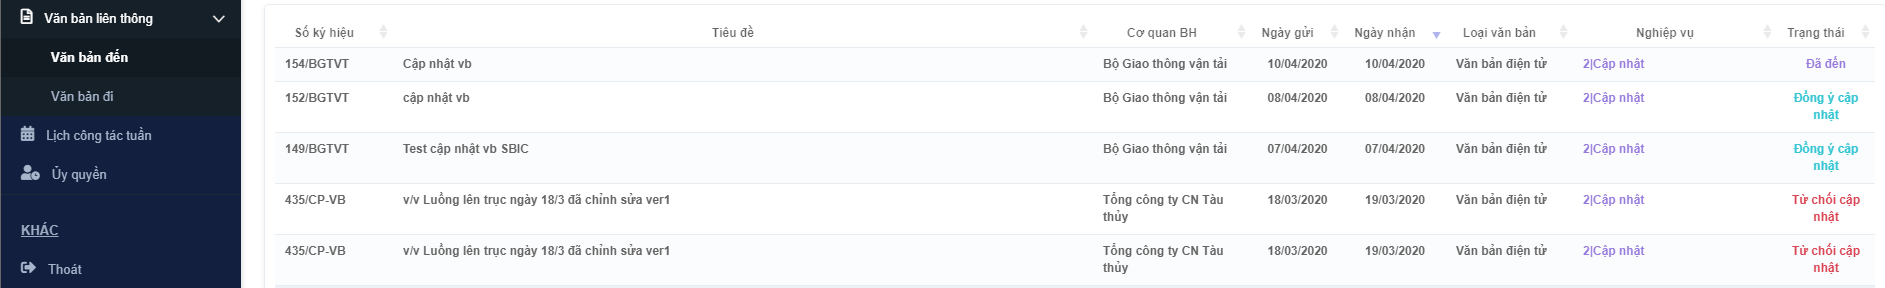 Văn bản liên thông
Văn bản đến
Văn bản đi
Lịch công tác tuần
Ủy quyền
KHÁC
Thoát
Số ký hiệu Tiêu đề Cơ quan BH Ngày gửi Ngày nhận Loại văn bản Nghiệp vụ Trạng thái
154/BGTVT Cập nhật vb Bộ Giao thông vận tải 10/04/2020 10/04/2020 Văn bản điện tử 2|Cập nhật Đã đến
152/BGTVT cập nhật vb Bộ Giao thông vận tải 08/04/2020 08/04/2020 Văn bản điện tử 2|Cập nhật Đồng ý cập
nhật
149/BGTVT Test cập nhật vb SBIC Bộ Giao thông vận tải 07/04/2020 07/04/2020 Văn bản điện tử 2|Cập nhật Đồng ý cập
nhật
435/CP-VB v/v Luồng lên trục ngày 18/3 đã chỉnh sửa ver1 Tổng công ty CN Tàu 18/03/2020 19/03/2020 Văn bản điện tử 2|Cập nhật Từ chối cập
thủy nhật
435/CP-VB v/v Luồng lên trục ngày 18/3 đã chỉnh sửa ver1 Tổng công ty CN Tàu 18/03/2020 19/03/2020 Văn bản điện tử 2|Cập nhật Từ chối cập
thủy nhật